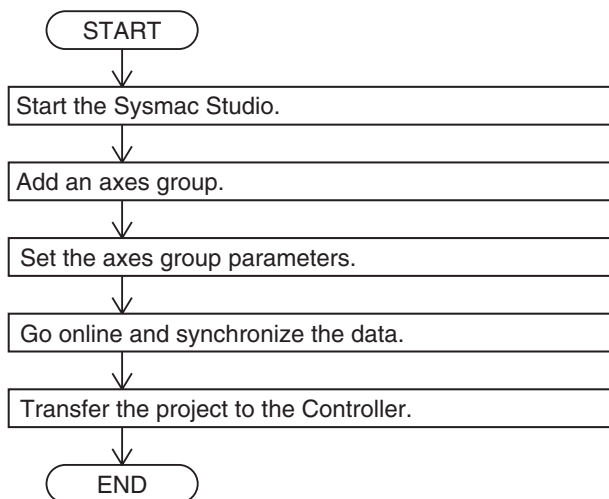 START
Start the Sysmac Studio.
Add an axes group.
Set the axes group parameters.
Go online and synchronize the data.
Transfer the project to the Controller.
END